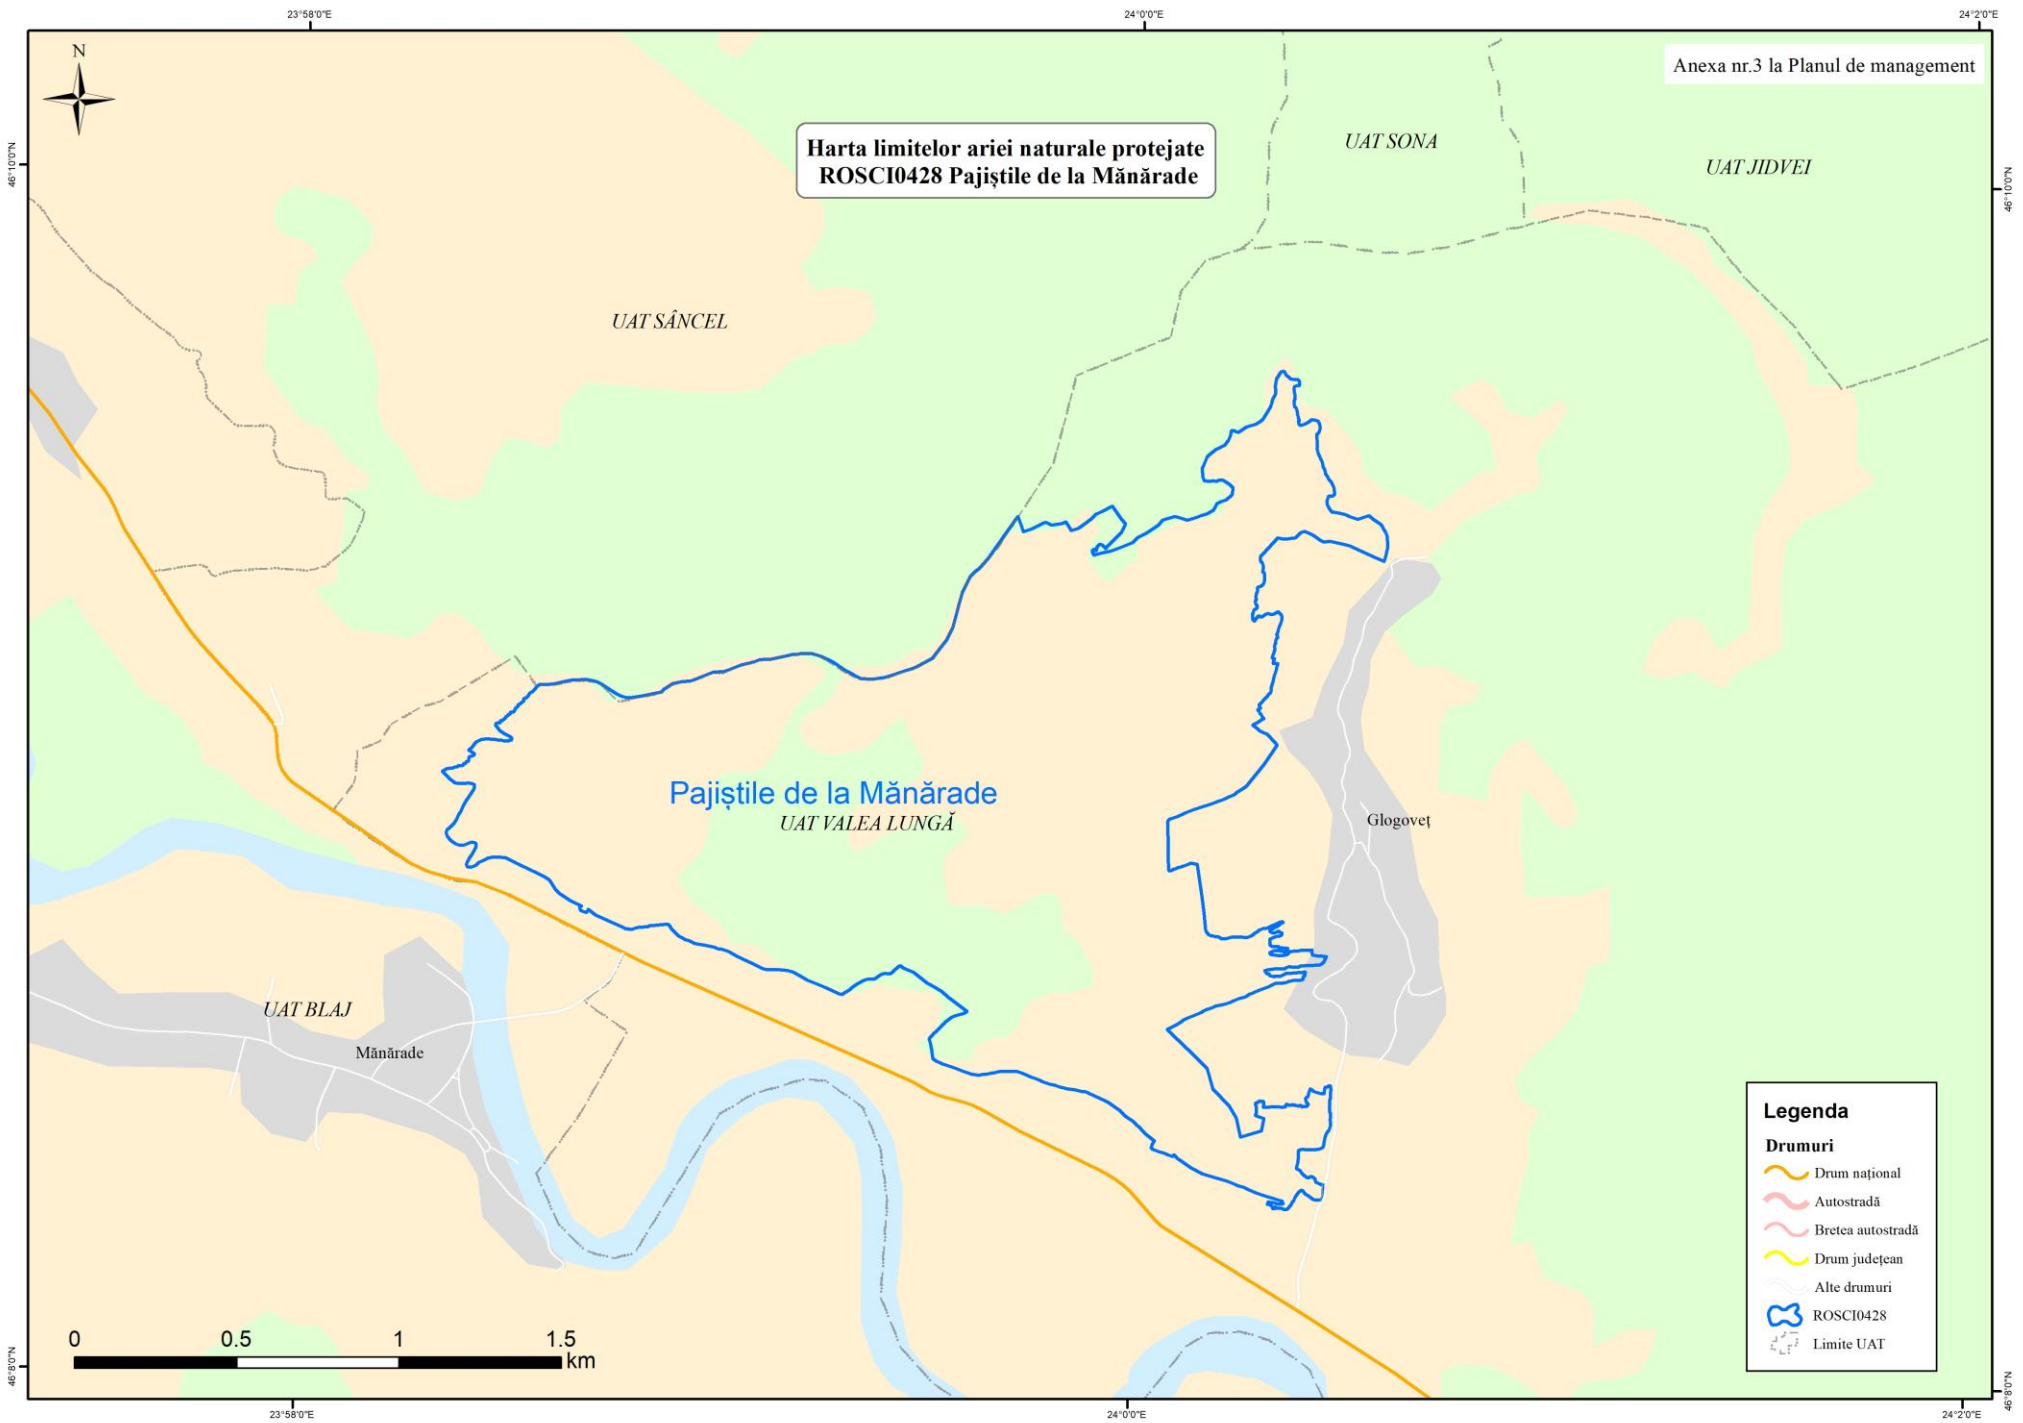 23°58'0"E
24°0'0"E
24°2'0"E
N
Anexa nr.3 la Planul de management
Harta limitelor ariei naturale protejate
ROSCI0428 Pajiștile de la Mănărade
UAT SONA
UAT JIDVEI
46°10'0"N
46°10'0"N
UAT SÂNCEL
Pajiștile de la Mănărade
UAT VALEA LUNGĂ
Glogoveț
UAT BLAJ
Mănărade
Legenda
Drumuri
Drum național
Autostradă
Bretea autostradă
Drum județean
Alte drumuri
ROSCI0428
Limite UAT
0 0.5 1 1.5
km
46°8'0"N
46°8'0"N
23°58'0"E
24°0'0"E
24°2'0"E